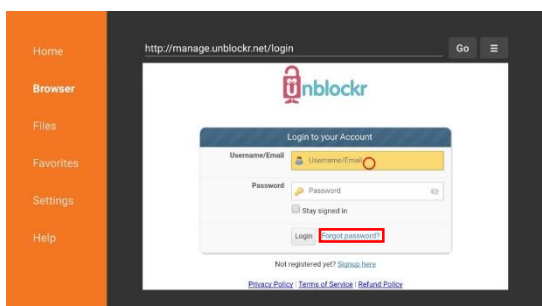 Home
Browser
Files
Favorites
Settings
Help
http://manage.unblockr.net/login
Go
Unblockr
Login to your Account
Username/Email
Username/Email
Password
Password
Stay signed in
Login
Forgot password?
Not registered yet? Signup here
Privacy Policy | Terms of Service | Refund Policy